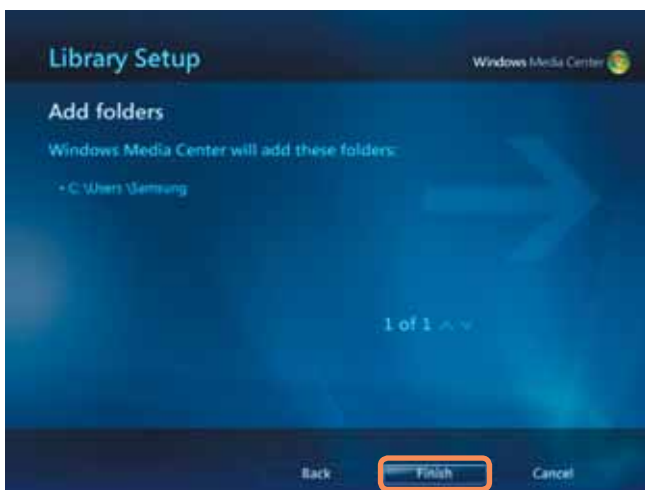 Library Setup
Windows Media Center
Add folders
Windows Media Center will add these folders:
• C:\Users\Samsung
1 of 1
Back Finish Cancel